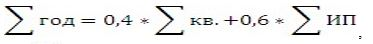 ∑ год = 0,4 * ∑ кв. +0,6 * ∑ ИП ,